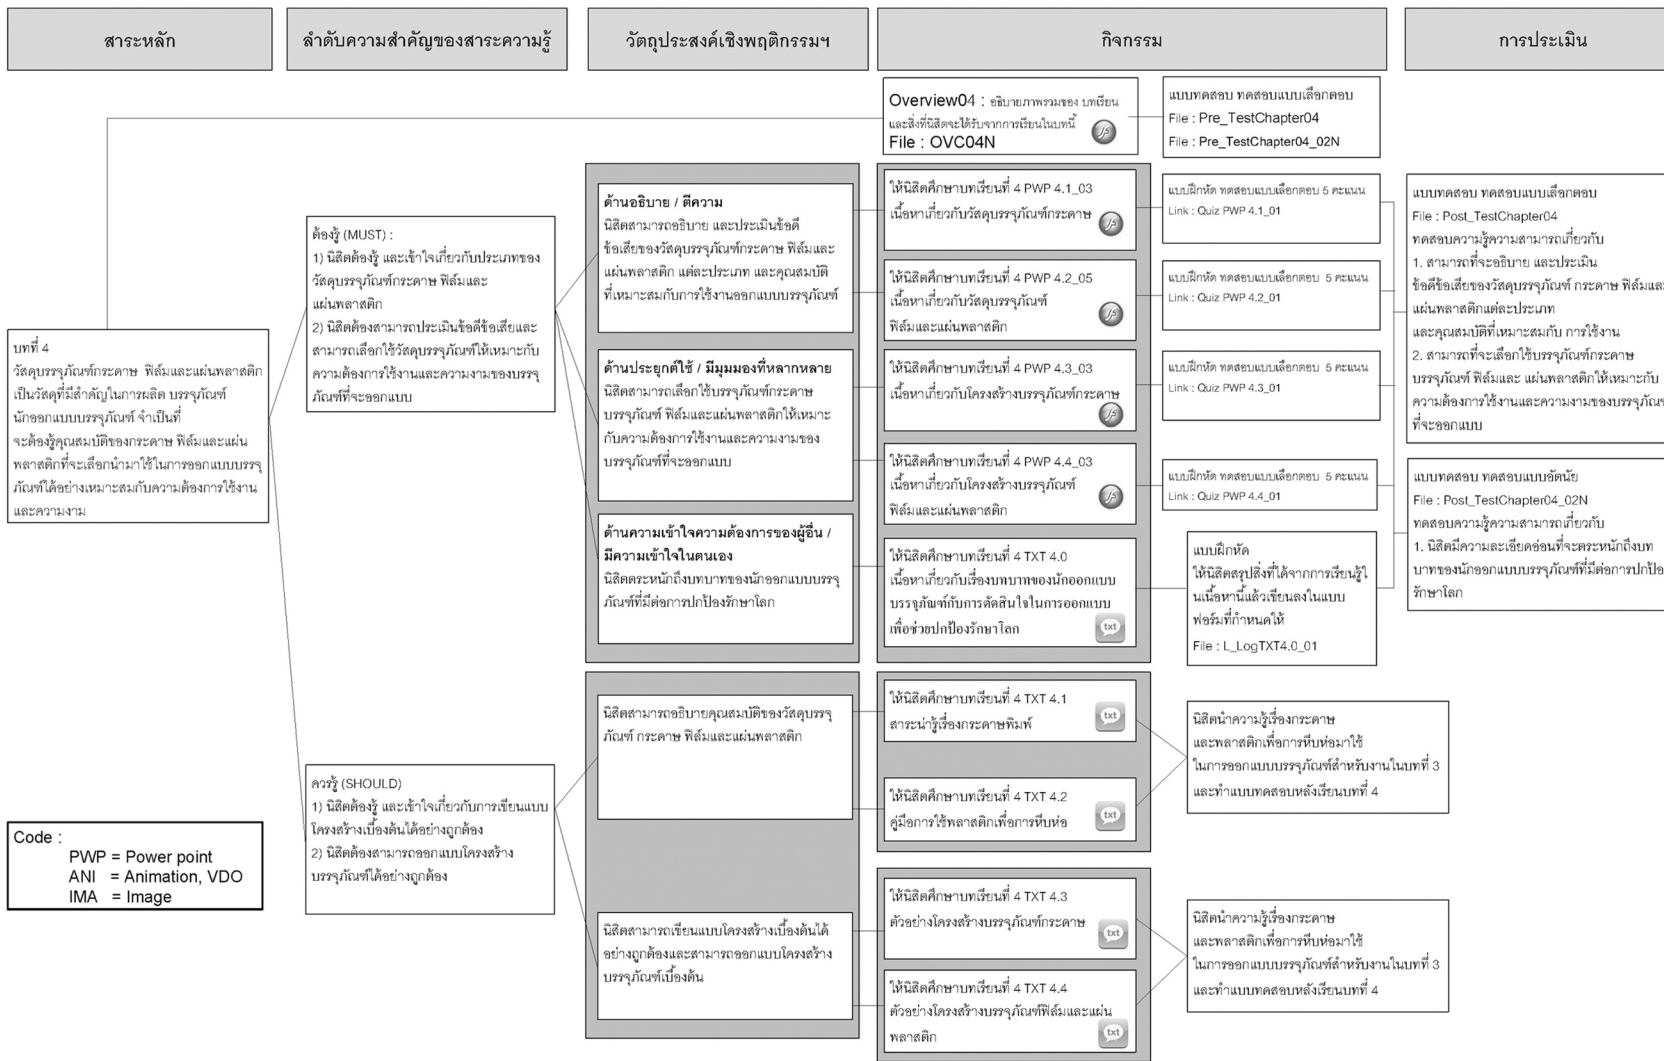 สาระหลัก
ลำดับความสำคัญของสาระความรู้
วัตถุประสงค์เชิงพฤติกรรมฯ
กิจกรรม
การประเมิน
Overview04 : อธิบายภาพรวมของ บทเรียน
และสิ่งที่นิสิตจะได้รับจากการเรียนในบทนี้
File : OVC04N
แบบทดสอบ ทดสอบแบบเลือกตอบ
File : Pre_TestChapter04
File : Pre_TestChapter04_02N
บทที่ 4
วัสดุบรรจุภัณฑ์กระดาษ ฟิล์มและแผ่นพลาสติก
เป็นวัสดุที่มีสำคัญในการผลิต บรรจุภัณฑ์
นักออกแบบบรรจุภัณฑ์ จำเป็นที่
จะต้องรู้คุณสมบัติของกระดาษ ฟิล์มและแผ่น
พลาสติกที่จะเลือกนำมาใช้ในการออกแบบบรรจุ
ภัณฑ์ได้อย่างเหมาะสมกับความต้องการใช้งาน
และความงาม
ต้องรู้ (MUST) :
1) นิสิตต้องรู้ และเข้าใจเกี่ยวกับประเภทของ
วัสดุบรรจุภัณฑ์กระดาษ ฟิล์มและ
แผ่นพลาสติก
2) นิสิตต้องสามารถประเมินข้อดีข้อเสียและ
สามารถเลือกใช้วัสดุบรรจุภัณฑ์ให้เหมาะกับ
ความต้องการใช้งานและความงามของบรรจุ
ภัณฑ์ที่จะออกแบบ
ด้านอธิบาย / ตีความ
นิสิตสามารถอธิบาย และประเมินข้อดี
ข้อเสียของวัสดุบรรจุภัณฑ์กระดาษ ฟิล์มและ
แผ่นพลาสติก แต่ละประเภท และคุณสมบัติ
ที่เหมาะสมกับการใช้งานออกแบบบรรจุภัณฑ์
ด้านประยุกต์ใช้ / มีมุมมองที่หลากหลาย
นิสิตสามารถเลือกใช้บรรจุภัณฑ์กระดาษ
บรรจุภัณฑ์ ฟิล์มและแผ่นพลาสติกให้เหมาะ
กับความต้องการใช้งานและความงามของ
บรรจุภัณฑ์ที่จะออกแบบ
ด้านความเข้าใจความต้องการของผู้อื่น /
มีความเข้าใจในตนเอง
นิสิตตระหนักถึงบทบาทของนักออกแบบบรรจุ
ภัณฑ์ที่มีต่อการปกป้องรักษาโลก
ให้นิสิตศึกษาบทเรียนที่ 4 PWP 4.1_03
เนื้อหาเกี่ยวกับวัสดุบรรจุภัณฑ์กระดาษ
ให้นิสิตศึกษาบทเรียนที่ 4 PWP 4.2_05
เนื้อหาเกี่ยวกับวัสดุบรรจุภัณฑ์
ฟิล์มและแผ่นพลาสติก
ให้นิสิตศึกษาบทเรียนที่ 4 PWP 4.3_03
เนื้อหาเกี่ยวกับโครงสร้างบรรจุภัณฑ์กระดาษ
ให้นิสิตศึกษาบทเรียนที่ 4 PWP 4.4_03
เนื้อหาเกี่ยวกับโครงสร้างบรรจุภัณฑ์
ฟิล์มและแผ่นพลาสติก
ให้นิสิตศึกษาบทเรียนที่ 4 TXT 4.0
เนื้อหาเกี่ยวกับเรื่องบทบาทของนักออกแบบ
บรรจุภัณฑ์กับการตัดสินใจในการออกแบบ
เพื่อช่วยปกป้องรักษาโลก
txt
แบบฝึกหัด ทดสอบแบบเลือกตอบ 5 คะแนน
Link : Quiz PWP 4.1_01
แบบฝึกหัด ทดสอบแบบเลือกตอบ 5 คะแนน
Link : Quiz PWP 4.2_01
แบบฝึกหัด ทดสอบแบบเลือกตอบ 5 คะแนน
Link : Quiz PWP 4.3_01
แบบฝึกหัด ทดสอบแบบเลือกตอบ 5 คะแนน
Link : Quiz PWP 4.4_01
แบบฝึกหัด
ให้นิสิตสรุปสิ่งที่ได้จากการเรียนรู้ใ
นเนื้อหานี้แล้วเขียนลงในแบบ
ฟอร์มที่กำหนดให้
File : L_LogTXT4.0_01
แบบทดสอบ ทดสอบแบบเลือกตอบ
File : Post_TestChapter04
ทดสอบความรู้ความสามารถเกี่ยวกับ
1. สามารถที่จะอธิบาย และประเมิน
ข้อดีข้อเสียของวัสดุบรรจุภัณฑ์ กระดาษ ฟิล์มและ
แผ่นพลาสติกแต่ละประเภท
และคุณสมบัติที่เหมาะสมกับ การใช้งาน
2. สามารถที่จะเลือกใช้บรรจุภัณฑ์กระดาษ
บรรจุภัณฑ์ ฟิล์มและ แผ่นพลาสติกให้เหมาะกับ
ความต้องการใช้งานและความงามของบรรจุภัณฑ์
ที่จะออกแบบ
แบบทดสอบ ทดสอบแบบอัตนัย
File : Post_TestChapter04_02N
ทดสอบความรู้ความสามารถเกี่ยวกับ
1. นิสิตมีความละเอียดอ่อนที่จะตระหนักถึงบท
บาทของนักออกแบบบรรจุภัณฑ์ที่มีต่อการปกป้อง
รักษาโลก
ควรรู้ (SHOULD)
1) นิสิตต้องรู้ และเข้าใจเกี่ยวกับการเขียนแบบ
โครงสร้างเบื้องต้นได้อย่างถูกต้อง
2) นิสิตต้องสามารถออกแบบโครงสร้าง
บรรจุภัณฑ์ได้อย่างถูกต้อง
นิสิตสามารถอธิบายคุณสมบัติของวัสดุบรรจุ
ภัณฑ์ กระดาษ ฟิล์มและแผ่นพลาสติก
นิสิตสามารถเขียนแบบโครงสร้างเบื้องต้นได้
อย่างถูกต้องและสามารถออกแบบโครงสร้าง
บรรจุภัณฑ์เบื้องต้น
ให้นิสิตศึกษาบทเรียนที่ 4 TXT 4.1
สาระน่ารู้เรื่องกระดาษพิมพ์
txt
ให้นิสิตศึกษาบทเรียนที่ 4 TXT 4.2
คู่มือการใช้พลาสติกเพื่อการหีบห่อ
txt
ให้นิสิตศึกษาบทเรียนที่ 4 TXT 4.3
ตัวอย่างโครงสร้างบรรจุภัณฑ์กระดาษ
txt
ให้นิสิตศึกษาบทเรียนที่ 4 TXT 4.4
ตัวอย่างโครงสร้างบรรจุภัณฑ์ฟิล์มและแผ่น
พลาสติก
txt
นิสิตนำความรู้เรื่องกระดาษ
และพลาสติกเพื่อการหีบห่อมาใช้
ในการออกแบบบรรจุภัณฑ์สำหรับงานในบทที่ 3
และทำแบบทดสอบหลังเรียนบทที่ 4
นิสิตนำความรู้เรื่องกระดาษ
และพลาสติกเพื่อการหีบห่อมาใช้
ในการออกแบบบรรจุภัณฑ์สำหรับงานในบทที่ 3
และทำแบบทดสอบหลังเรียนบทที่ 4
Code :
PWP = Power point
ANI = Animation, VDO
IMA = Image